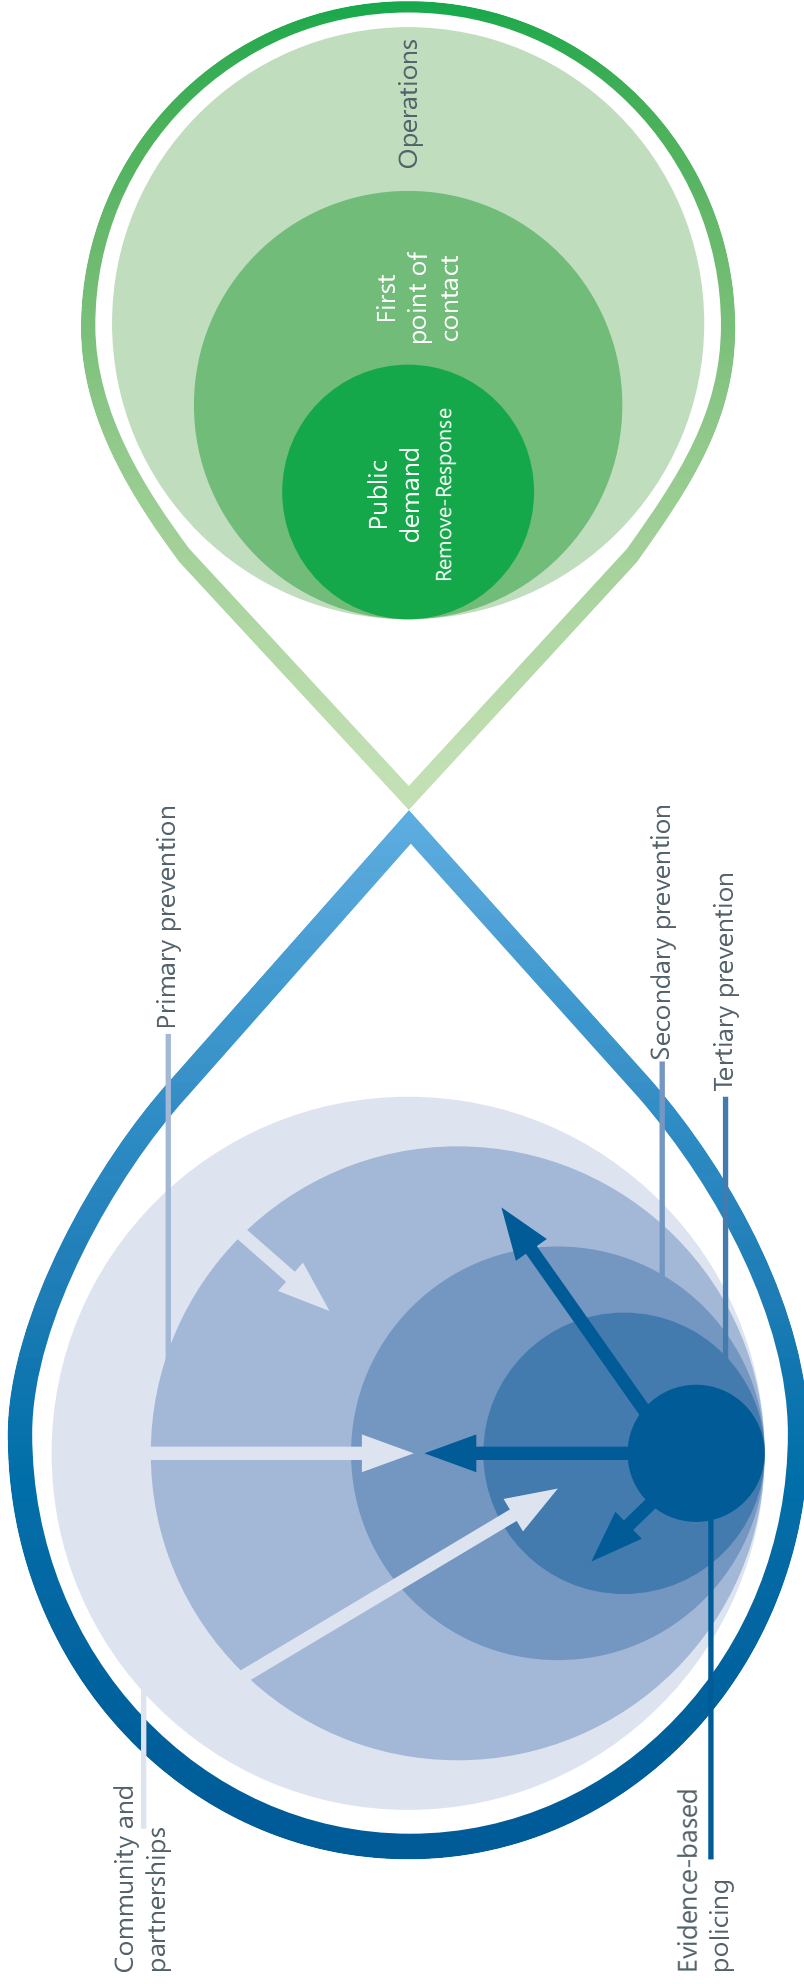 Community and
partnerships
Primary prevention
Secondary prevention
Tertiary prevention
Evidence-based
policing
Public
demand
Remove-Response
First
point of
contact
Operations